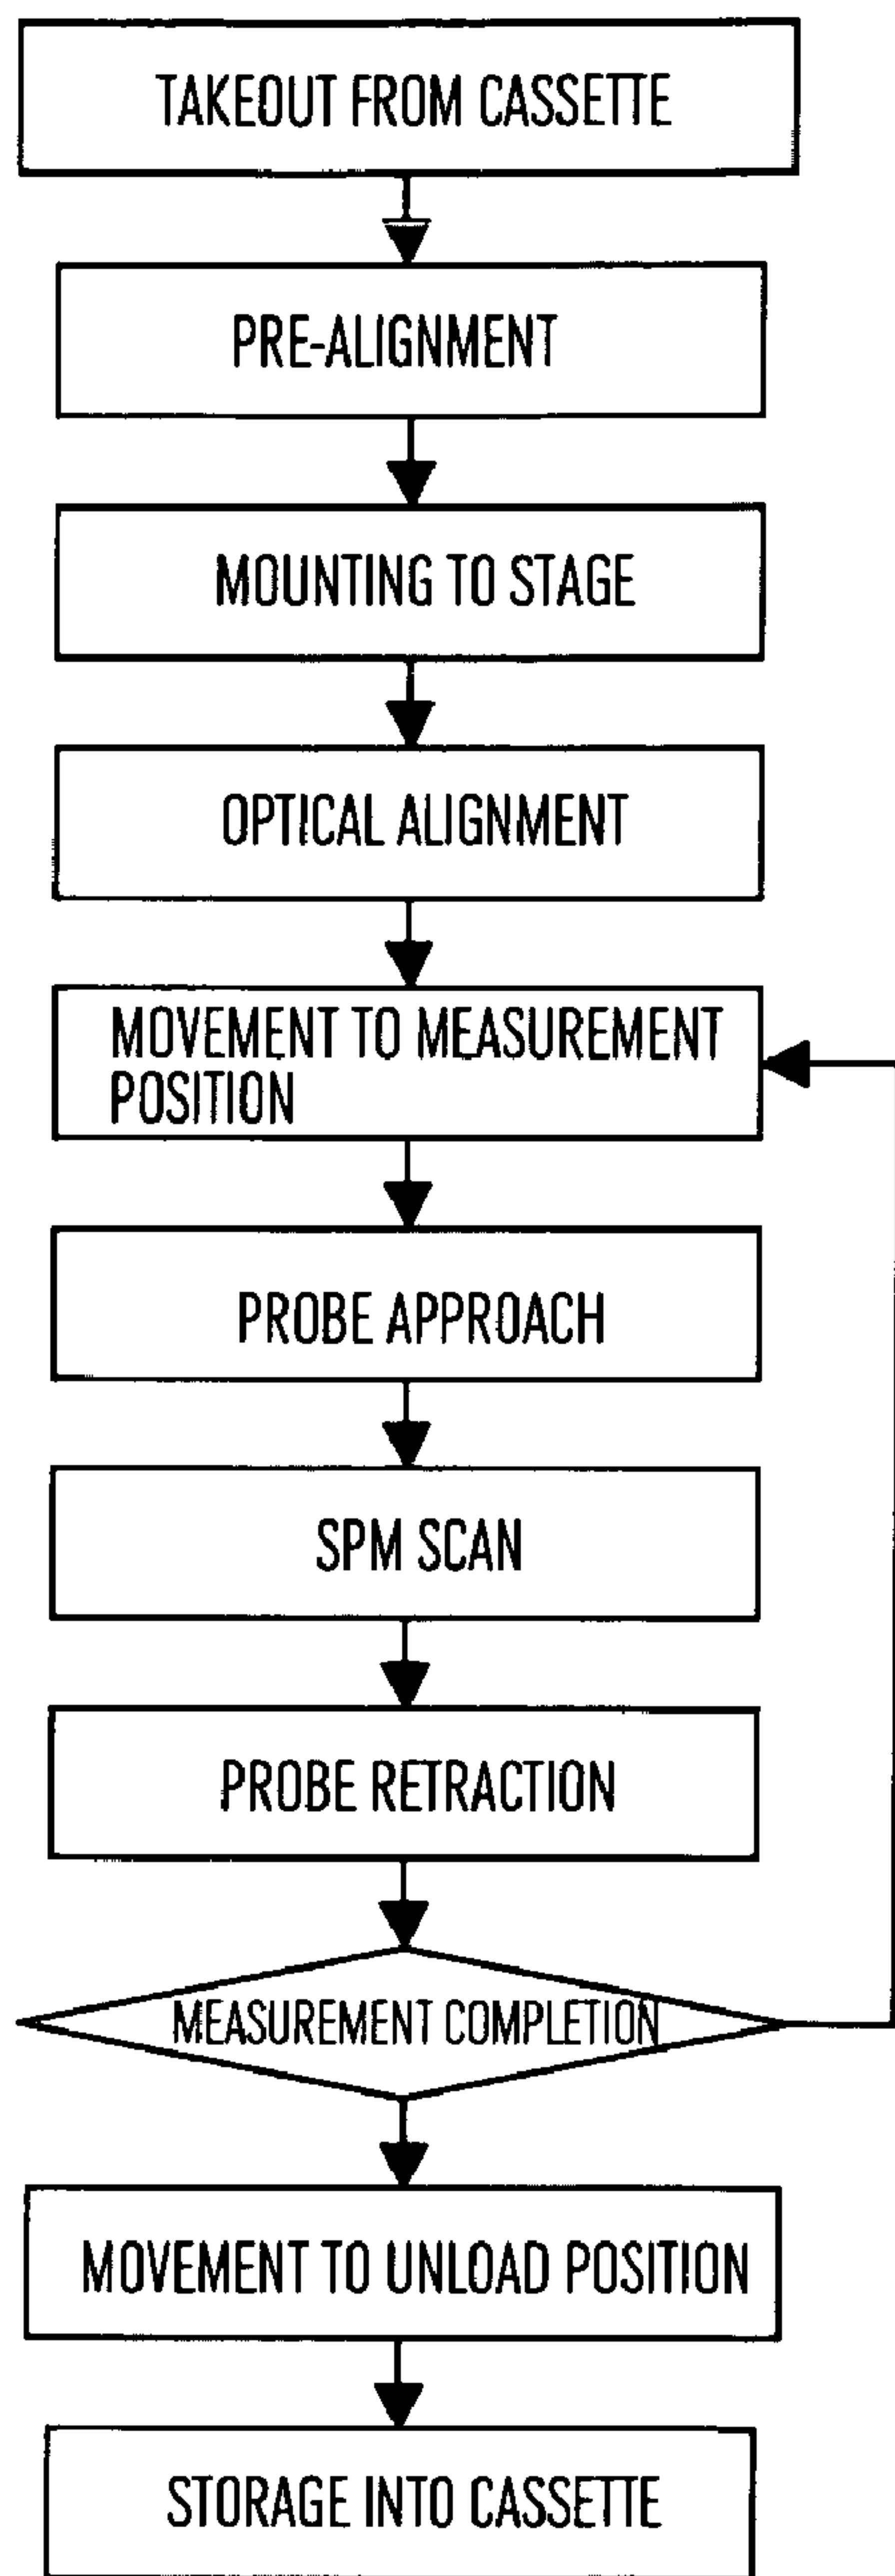 TAKEOUT FROM CASSETTE
PRE-ALIGNMENT
MOUNTING TO STAGE
OPTICAL ALIGNMENT
MOVEMENT TO MEASUREMENT
POSITION
PROBE APPROACH
SPM SCAN
PROBE RETRACTION
MEASUREMENT COMPLETION
MOVEMENT TO UNLOAD POSITION
STORAGE INTO CASSETTE